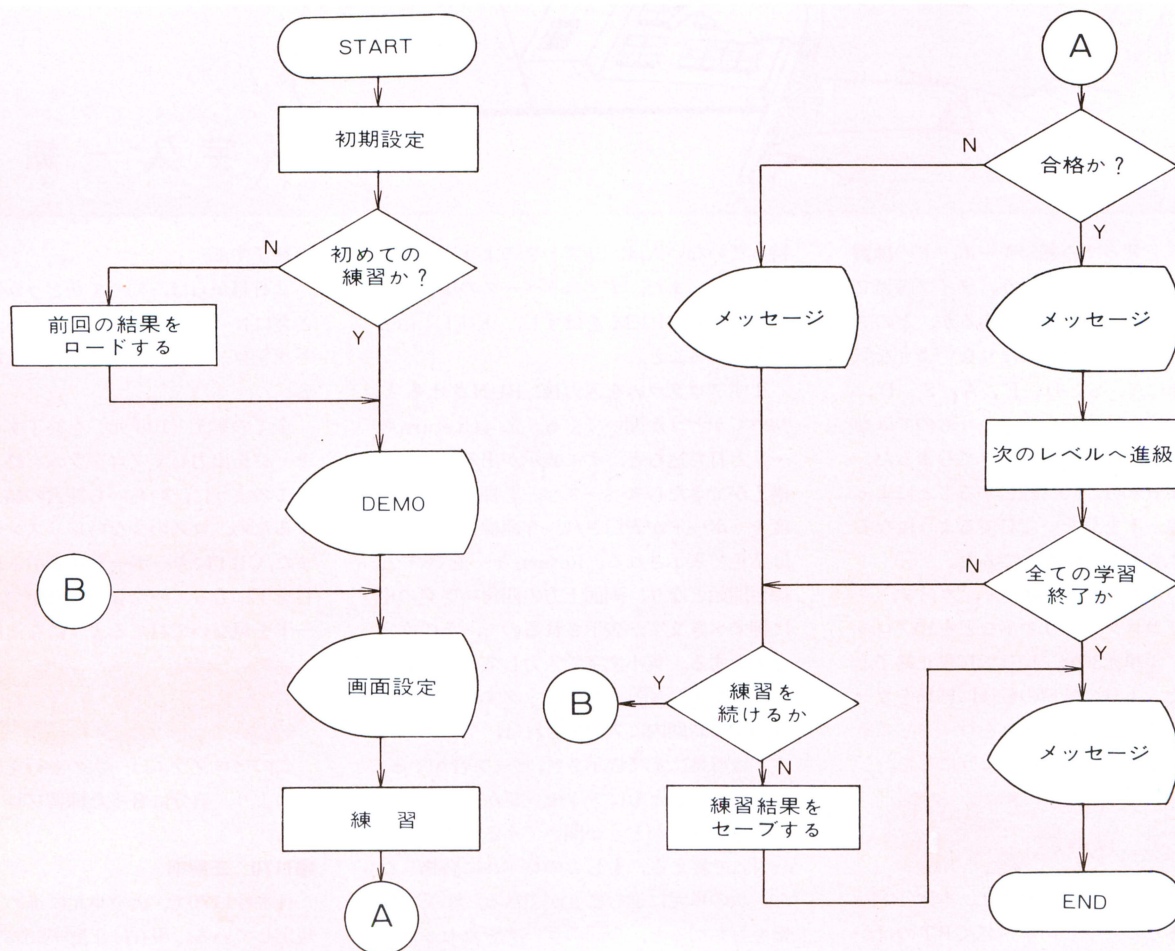 START
初期設定
初めての
練習か？
N
Y
前回の結果を
ロードする
DEMO
B
画面設定
練 習
A
A
合格か？
N
Y
メッセージ
メッセージ
次のレベルへ進級
全ての学習
終了か
N
Y
練習を
続けるか
Y
N
B
練習結果を
セーブする
メッセージ
END